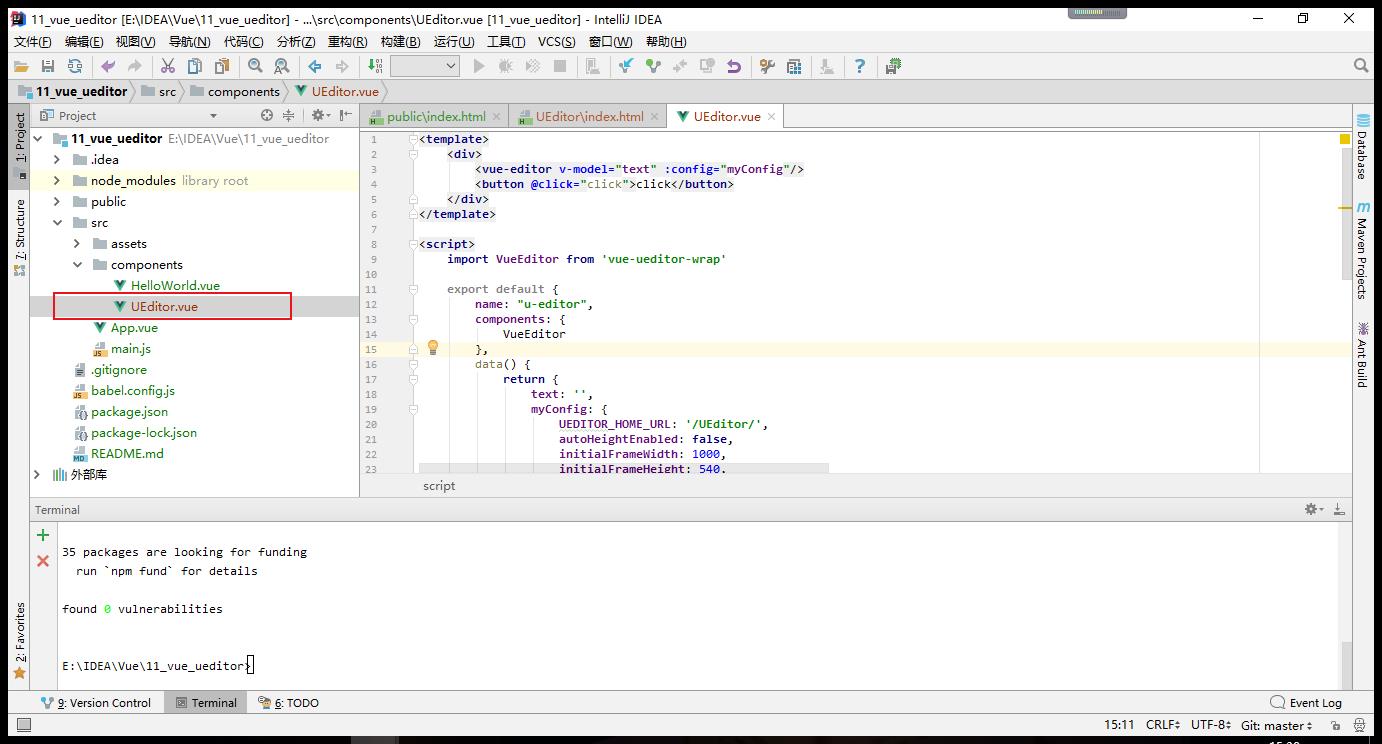 11_vue_ueditor [E:\IDEA\Vue\11_vue_ueditor] - ...\src\components\UEditor.vue [11_vue_ueditor] - IntelliJ IDEA
文件(F) 编辑(E) 视图(V) 导航(N) 代码(C) 分析(Z) 重构(R) 构建(B) 运行(U) 工具(T) VCS(S) 窗口(W) 帮助(H)
11_vue_ueditor src components UEditor.vue
1: Project
7: Structure
2: Favorites
Project
11_vue_ueditor E:\IDEA\Vue\11_vue_ueditor
.idea
node_modules library root
public
src
assets
components
HelloWorld.vue
UEditor.vue
App.vue
main.js
.gitignore
babel.config.js
package.json
package-lock.json
README.md
外部库
public\index.html UEditor\index.html UEditor.vue
1 <template>
2 <div>
3 <vue-editor v-model="text" :config="myConfig"/>
4 <button @click="click">click</button>
5 </div>
6 </template>
7
8 <script>
9 import VueEditor from 'vue-ueditor-wrap'
10
11 export default {
12 name: "u-editor",
13 components: {
14 VueEditor
15 },
16 data() {
17 return {
18 text: '',
19 myConfig: {
20 UEDITOR_HOME_URL: '/UEditor/',
21 autoHeightEnabled: false,
22 initialFrameWidth: 1000,
23 initialFrameHeight: 540,
script
Database
Maven Projects
Ant Build
Terminal
35 packages are looking for funding
run `npm fund` for details
found 0 vulnerabilities
E:\IDEA\Vue\11_vue_ueditor>
9: Version Control Terminal 6: TODO Event Log
15:11 CRLF UTF-8 Git: master